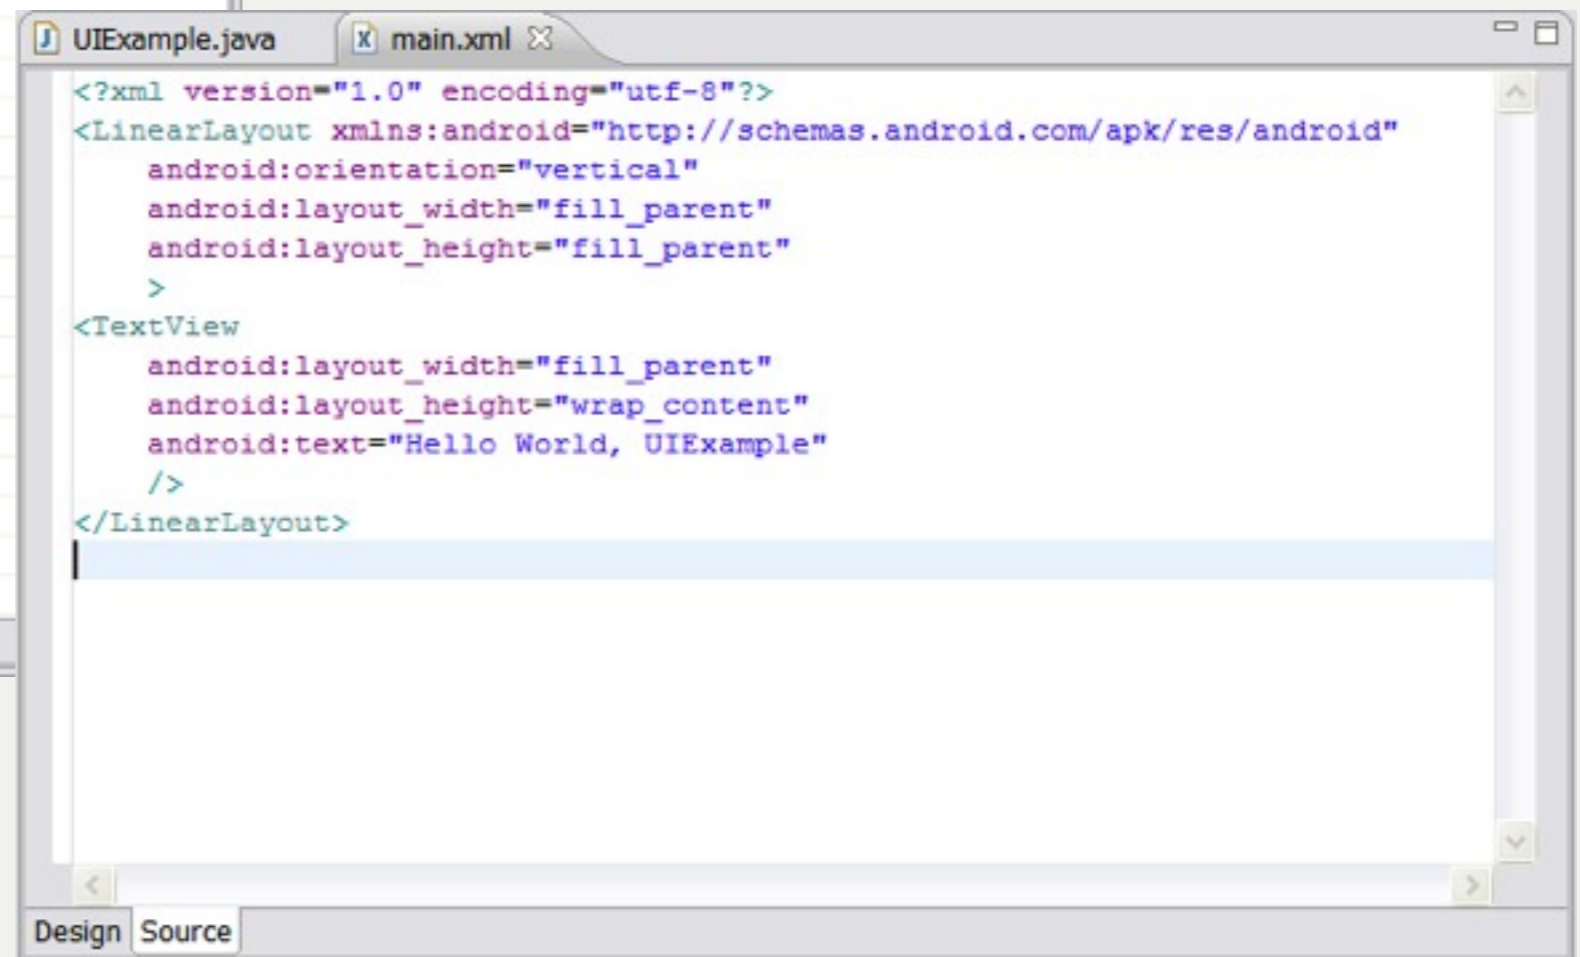 UIExample.java main.xml
<?xml version="1.0" encoding="utf-8"?>
<LinearLayout xmlns:android="http://schemas.android.com/apk/res/android"
    android:orientation="vertical"
    android:layout_width="fill_parent"
    android:layout_height="fill_parent"
    >
<TextView
    android:layout_width="fill_parent"
    android:layout_height="wrap_content"
    android:text="Hello World, UIExample"
    />
</LinearLayout>
Design Source